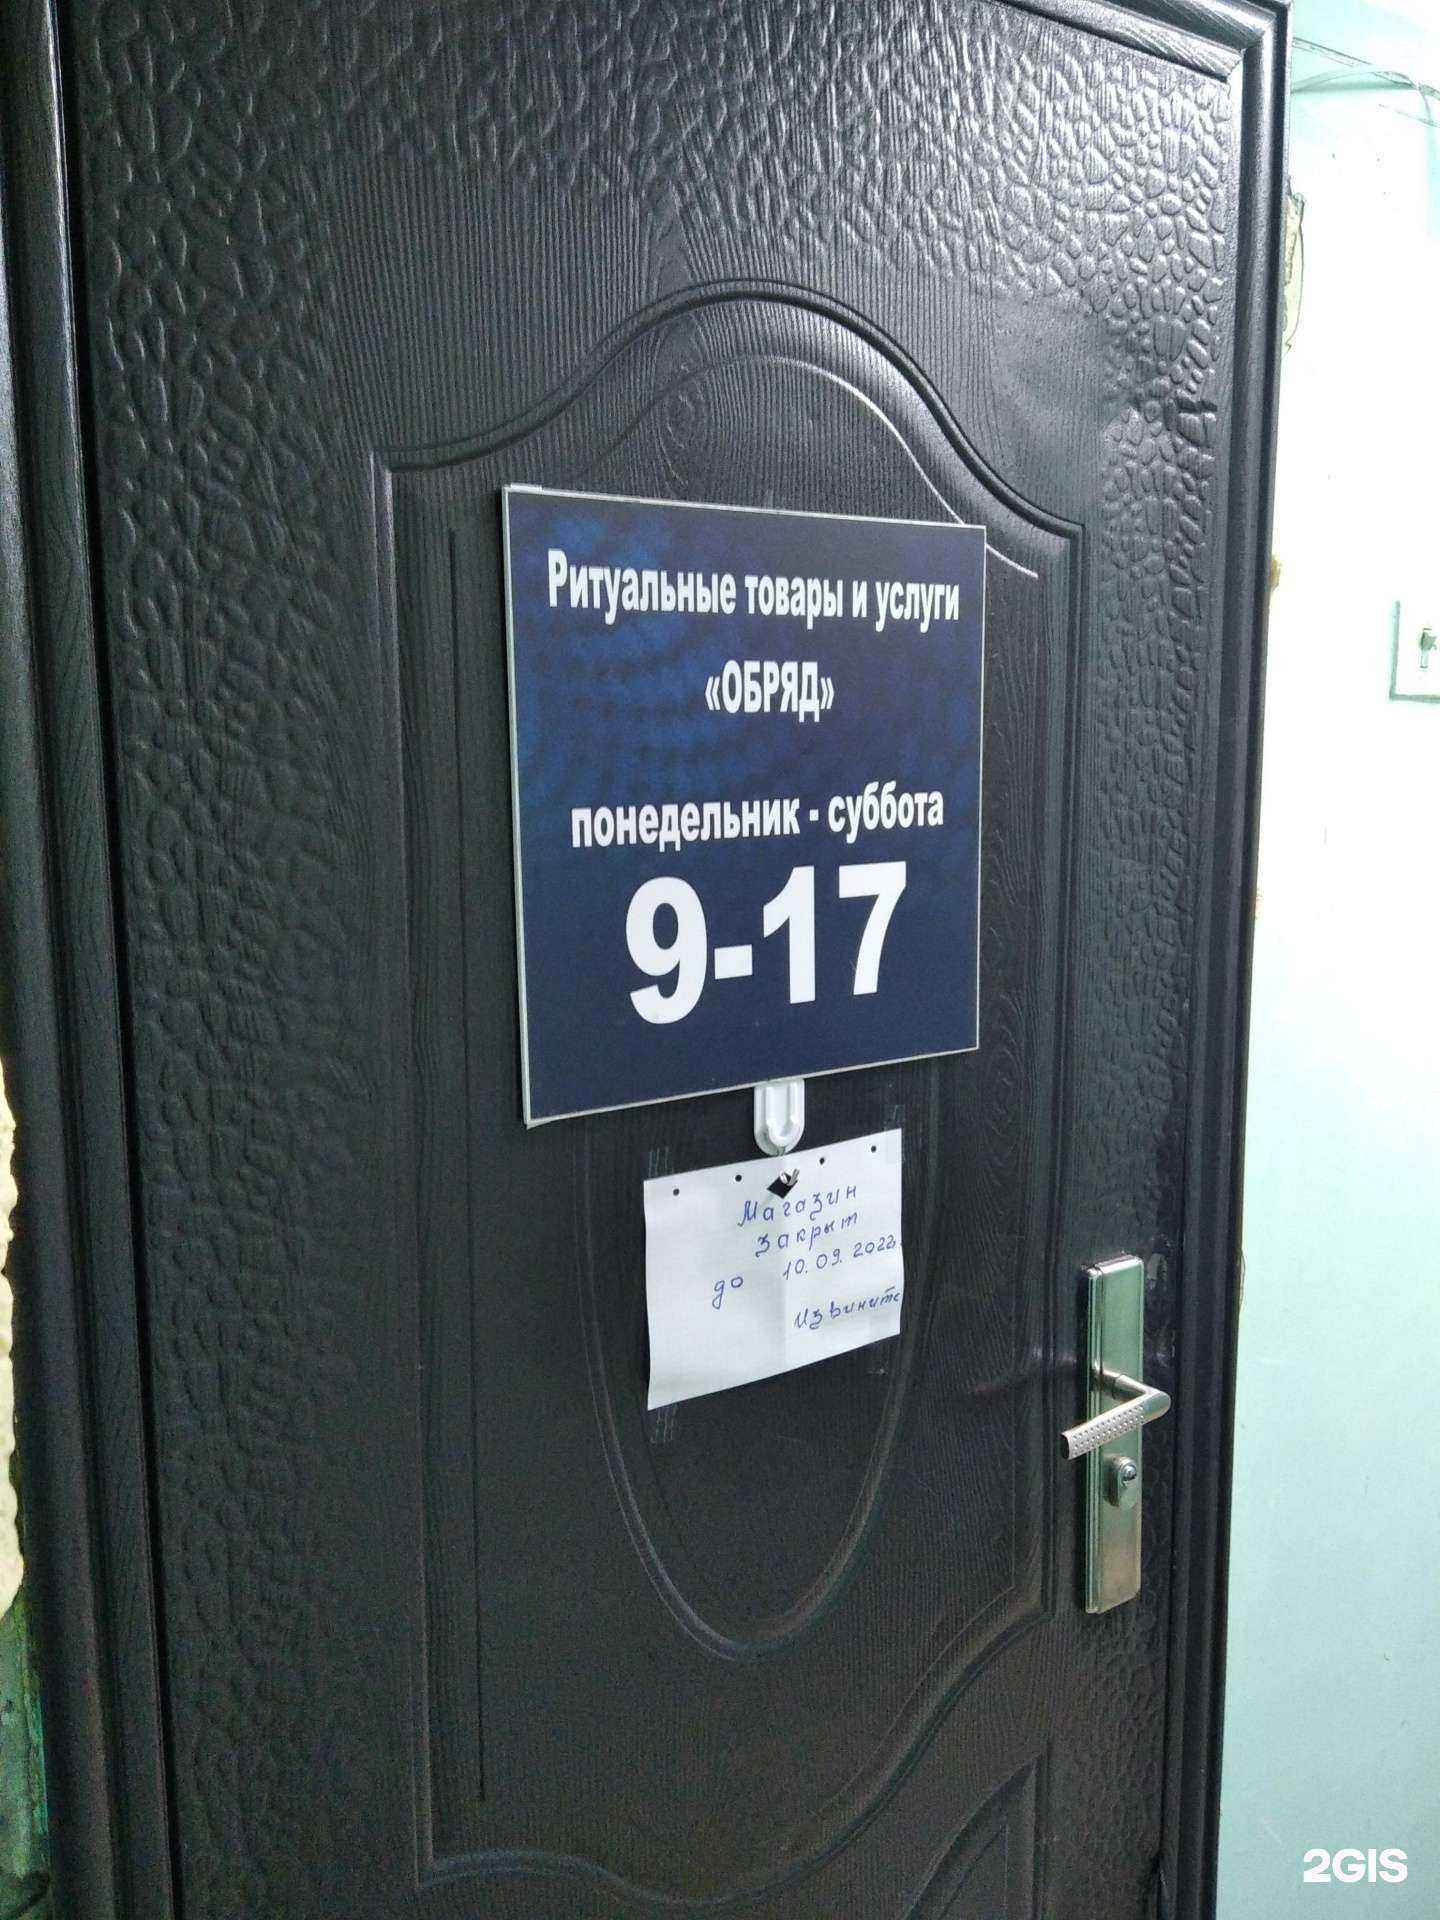 Ритуальные товары и услуги
«ОБРЯД»
понедельник - суббота
9-17
Магазин
закрыт
до 10.09.2022
извините
2GIS